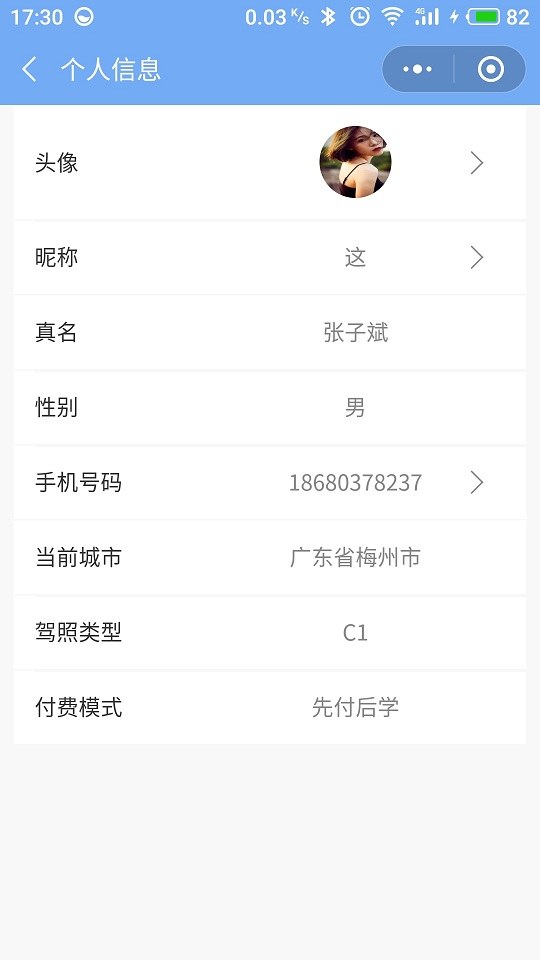 17:30 0.03 K/s 4G 82
个人信息
头像
昵称 这
真名 张子斌
性别 男
手机号码 18680378237
当前城市 广东省梅州市
驾照类型 C1
付费模式 先付后学